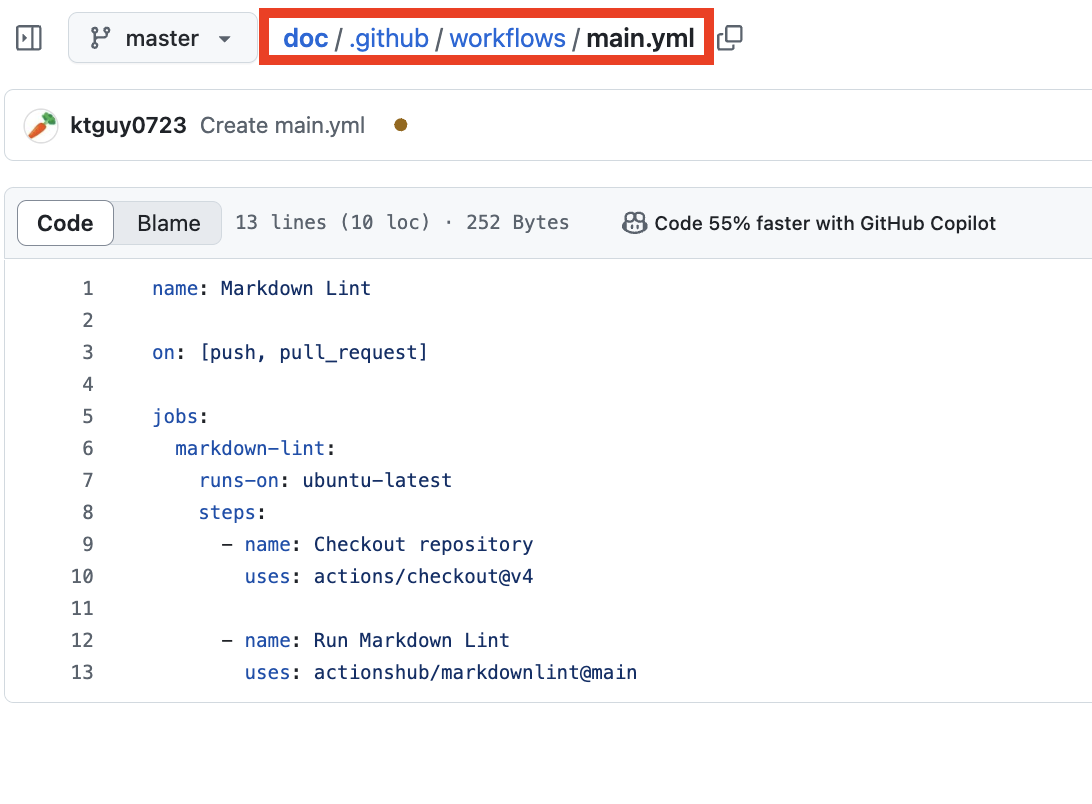 master doc / .github / workflows / main.yml
ktguy0723 Create main.yml
Code Blame 13 lines (10 loc) · 252 Bytes Code 55% faster with GitHub Copilot
1 name: Markdown Lint
2
3 on: [push, pull_request]
4
5 jobs:
6   markdown-lint:
7     runs-on: ubuntu-latest
8     steps:
9       - name: Checkout repository
10         uses: actions/checkout@v4
11
12       - name: Run Markdown Lint
13         uses: actionshub/markdownlint@main